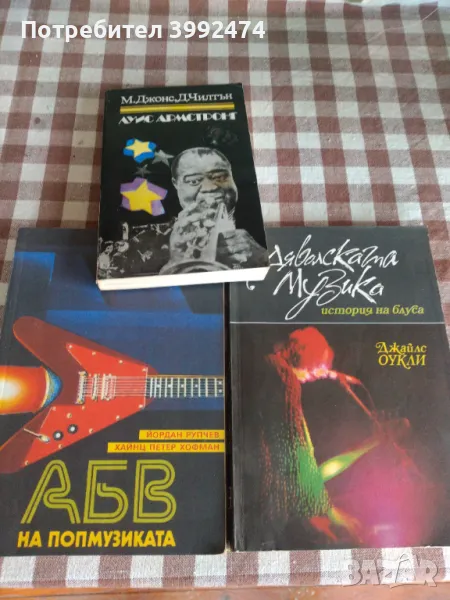 Потребител 3992474
М. Джонс, Д. Чилтън
ЛУИС АРМСТРОНГ
Дяволската
Музика
история на блуса
Джайлс
ОУКЛИ
ЙОРДАН РУПЧЕВ
ХАЙНЦ ПЕТЕР ХОФМАН
АБВ
НА ПОПМУЗИКАТА
BAZAR